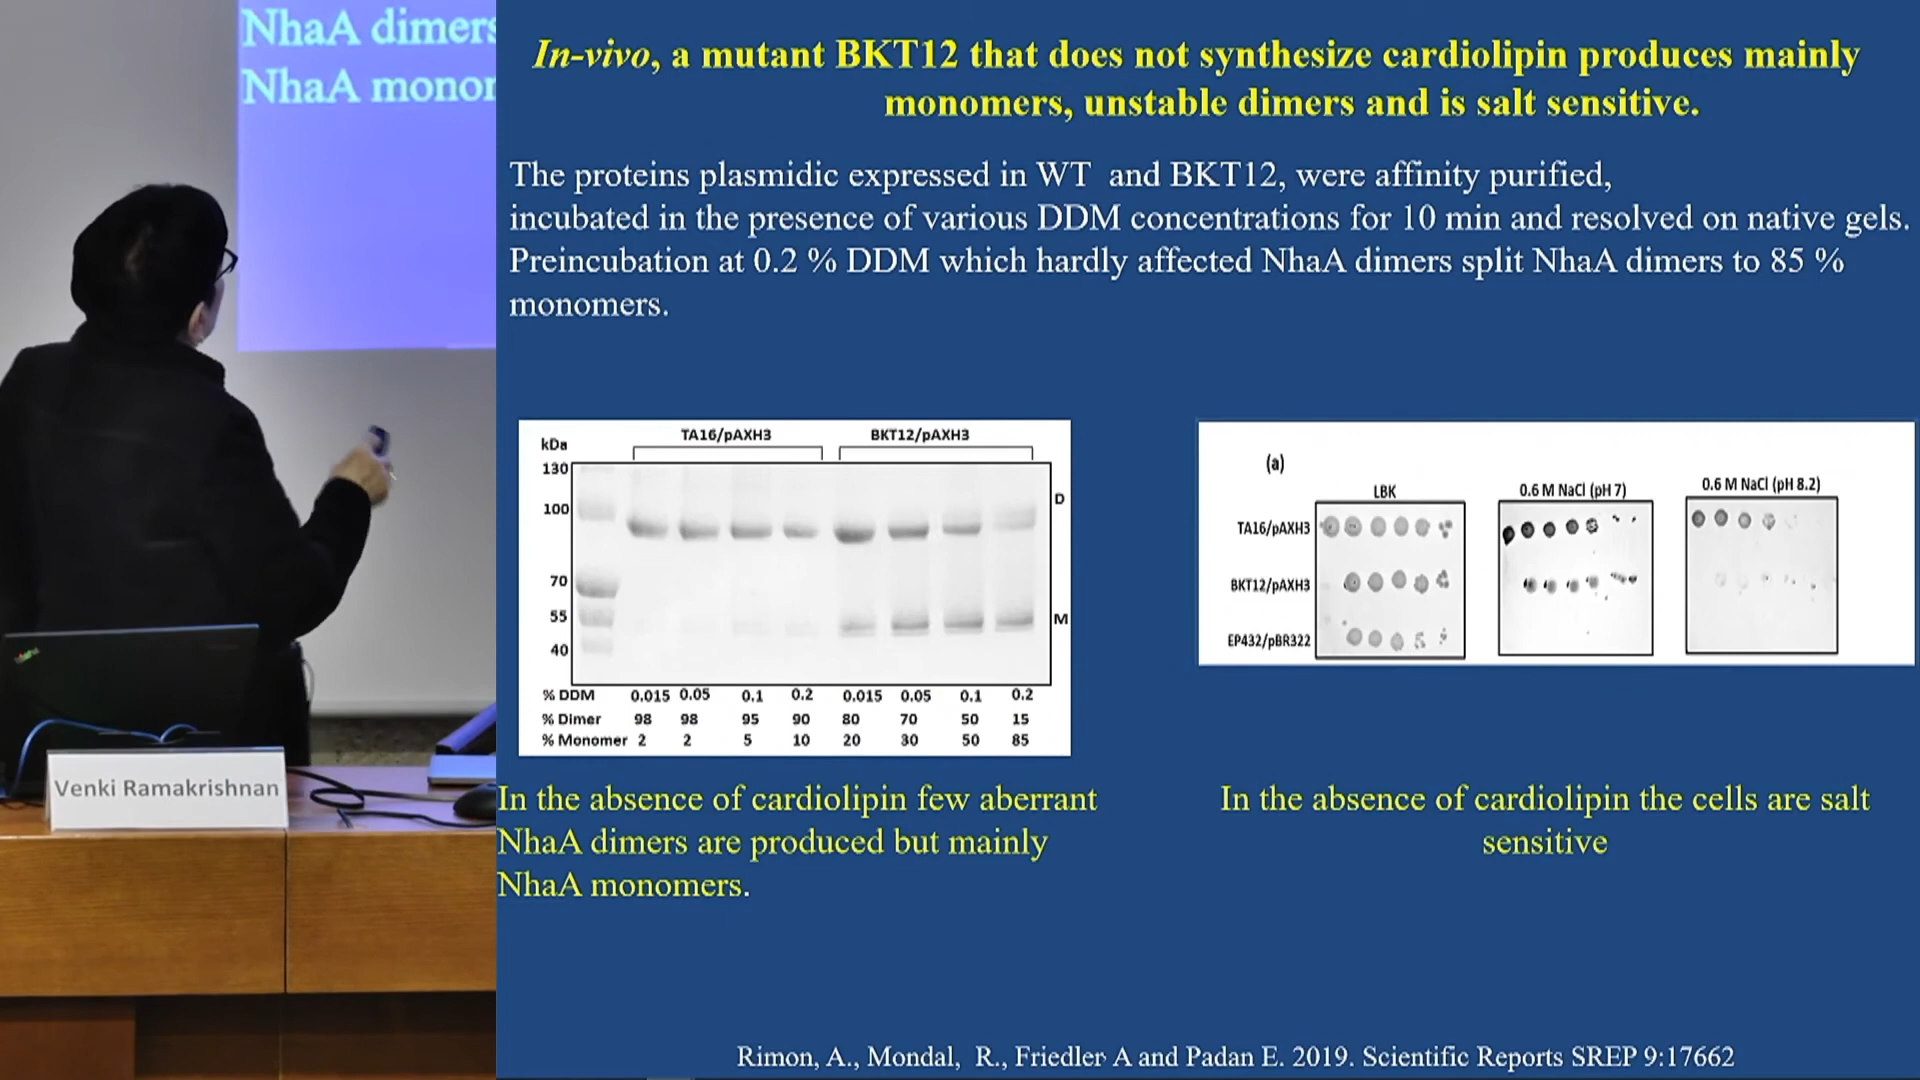 NhaA dimers
NhaA monor
Venki Ramakrishnan
In-vivo, a mutant BKT12 that does not synthesize cardiolipin produces mainly
monomers, unstable dimers and is salt sensitive.
The proteins plasmidic expressed in WT and BKT12, were affinity purified,
incubated in the presence of various DDM concentrations for 10 min and resolved on native gels.
Preincubation at 0.2 % DDM which hardly affected NhaA dimers split NhaA dimers to 85 %
monomers.
kDa TA16/pAXH3 BKT12/pAXH3
130
100 D
70
55 M
40
% DDM 0.015 0.05 0.1 0.2 0.015 0.05 0.1 0.2
% Dimer 98 98 95 90 80 70 50 15
% Monomer 2 2 5 10 20 30 50 85
In the absence of cardiolipin few aberrant
NhaA dimers are produced but mainly
NhaA monomers.
(a)
LBK 0.6 M NaCl (pH 7) 0.6 M NaCl (pH 8.2)
TA16/pAXH3
BKT12/pAXH3
EP432/pBR322
In the absence of cardiolipin the cells are salt
sensitive
Rimon, A., Mondal, R., Friedler A and Padan E. 2019. Scientific Reports SREP 9:17662